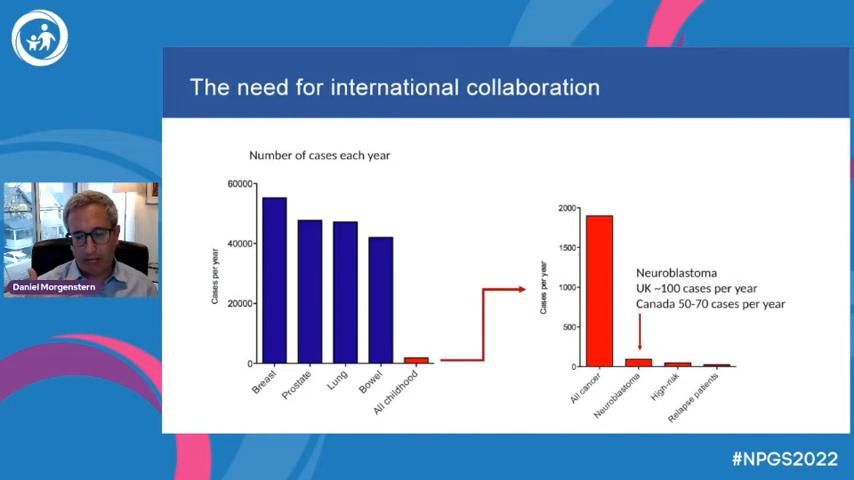 The need for international collaboration
Number of cases each year
60000
40000
20000
0
Cases per year
Breast
Prostate
Lung
Bowel
All childhood
2000
1500
1000
500
0
Cases per year
Neuroblastoma
UK ~100 cases per year
Canada 50-70 cases per year
All cancer
Neuroblastoma
High-risk
Relapse patients
Daniel Morgenstern
#NPGS2022